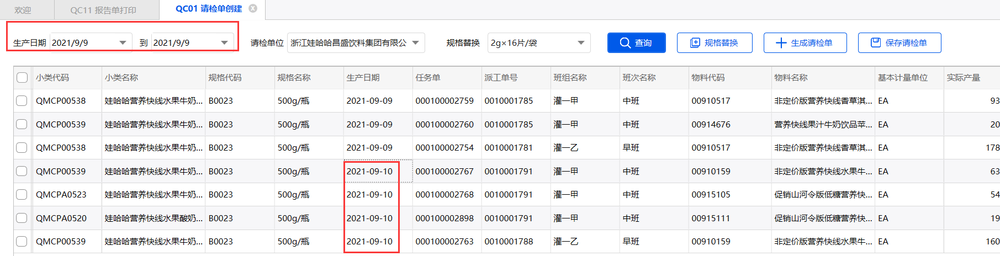 欢迎 QC11 报告单打印 QC01 请检单创建
生产日期 2021/9/9 到 2021/9/9 请检单位 浙江娃哈哈昌盛饮料集团有限公 规格替换 2g×16片/袋 查询 规格替换 生成请检单 保存请检单
小类代码 小类名称 规格代码 规格名称 生产日期 任务单 派工单号 班组名称 班次名称 物料代码 物料名称 基本计量单位 实际产量
QMCP00538 娃哈哈营养快线水果牛奶... B0023 500g/瓶 2021-09-09 000100002759 0010001785 灌一甲 中班 00910517 非定价版营养快线香草淇... EA 93
QMCP00539 娃哈哈营养快线水果牛奶... B0023 500g/瓶 2021-09-09 000100002760 0010001785 灌一甲 中班 00914676 营养快线果汁牛奶饮品苹... EA 20
QMCP00538 娃哈哈营养快线水果牛奶... B0023 500g/瓶 2021-09-09 000100002754 0010001781 灌一乙 早班 00910517 非定价版营养快线香草淇... EA 178
QMCP00539 娃哈哈营养快线水果牛奶... B0023 500g/瓶 2021-09-10 000100002767 0010001791 灌一甲 中班 00910159 非定价版营养快线水果牛... EA 63
QMCPA0523 娃哈哈营养快线水果牛奶... B0023 500g/瓶 2021-09-10 000100002768 0010001791 灌一甲 中班 00915105 促销山河令版低糖营养快... EA 54
QMCPA0520 娃哈哈营养快线水果酸奶... B0023 500g/瓶 2021-09-10 000100002898 0010001791 灌一甲 中班 00915111 促销山河令版低糖营养快... EA 19
QMCP00539 娃哈哈营养快线水果牛奶... B0023 500g/瓶 2021-09-10 000100002763 0010001788 灌一乙 早班 00910159 非定价版营养快线水果牛... EA 160